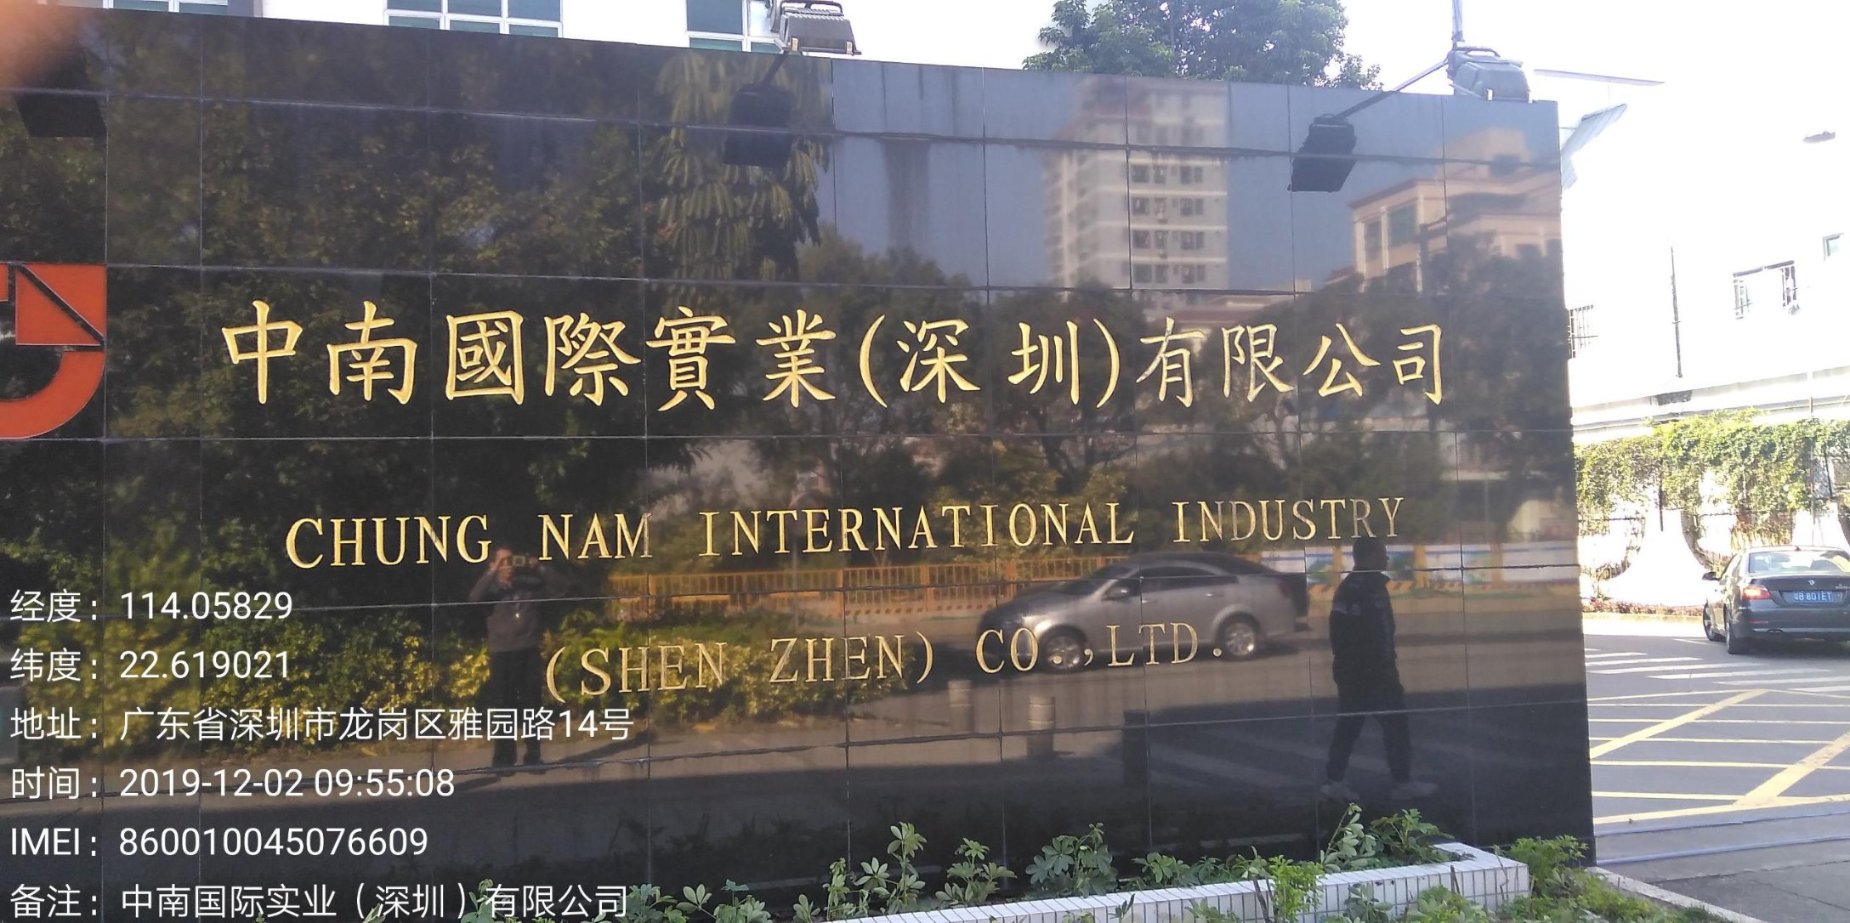 中南國際實業(深圳)有限公司
CHUNG NAM INTERNATIONAL INDUSTRY
(SHEN ZHEN) CO.,LTD.
经度：114.05829
纬度：22.619021
地址：广东省深圳市龙岗区雅园路14号
时间：2019-12-02 09:55:08
IMEI：860010045076609
备注：中南国际实业（深圳）有限公司